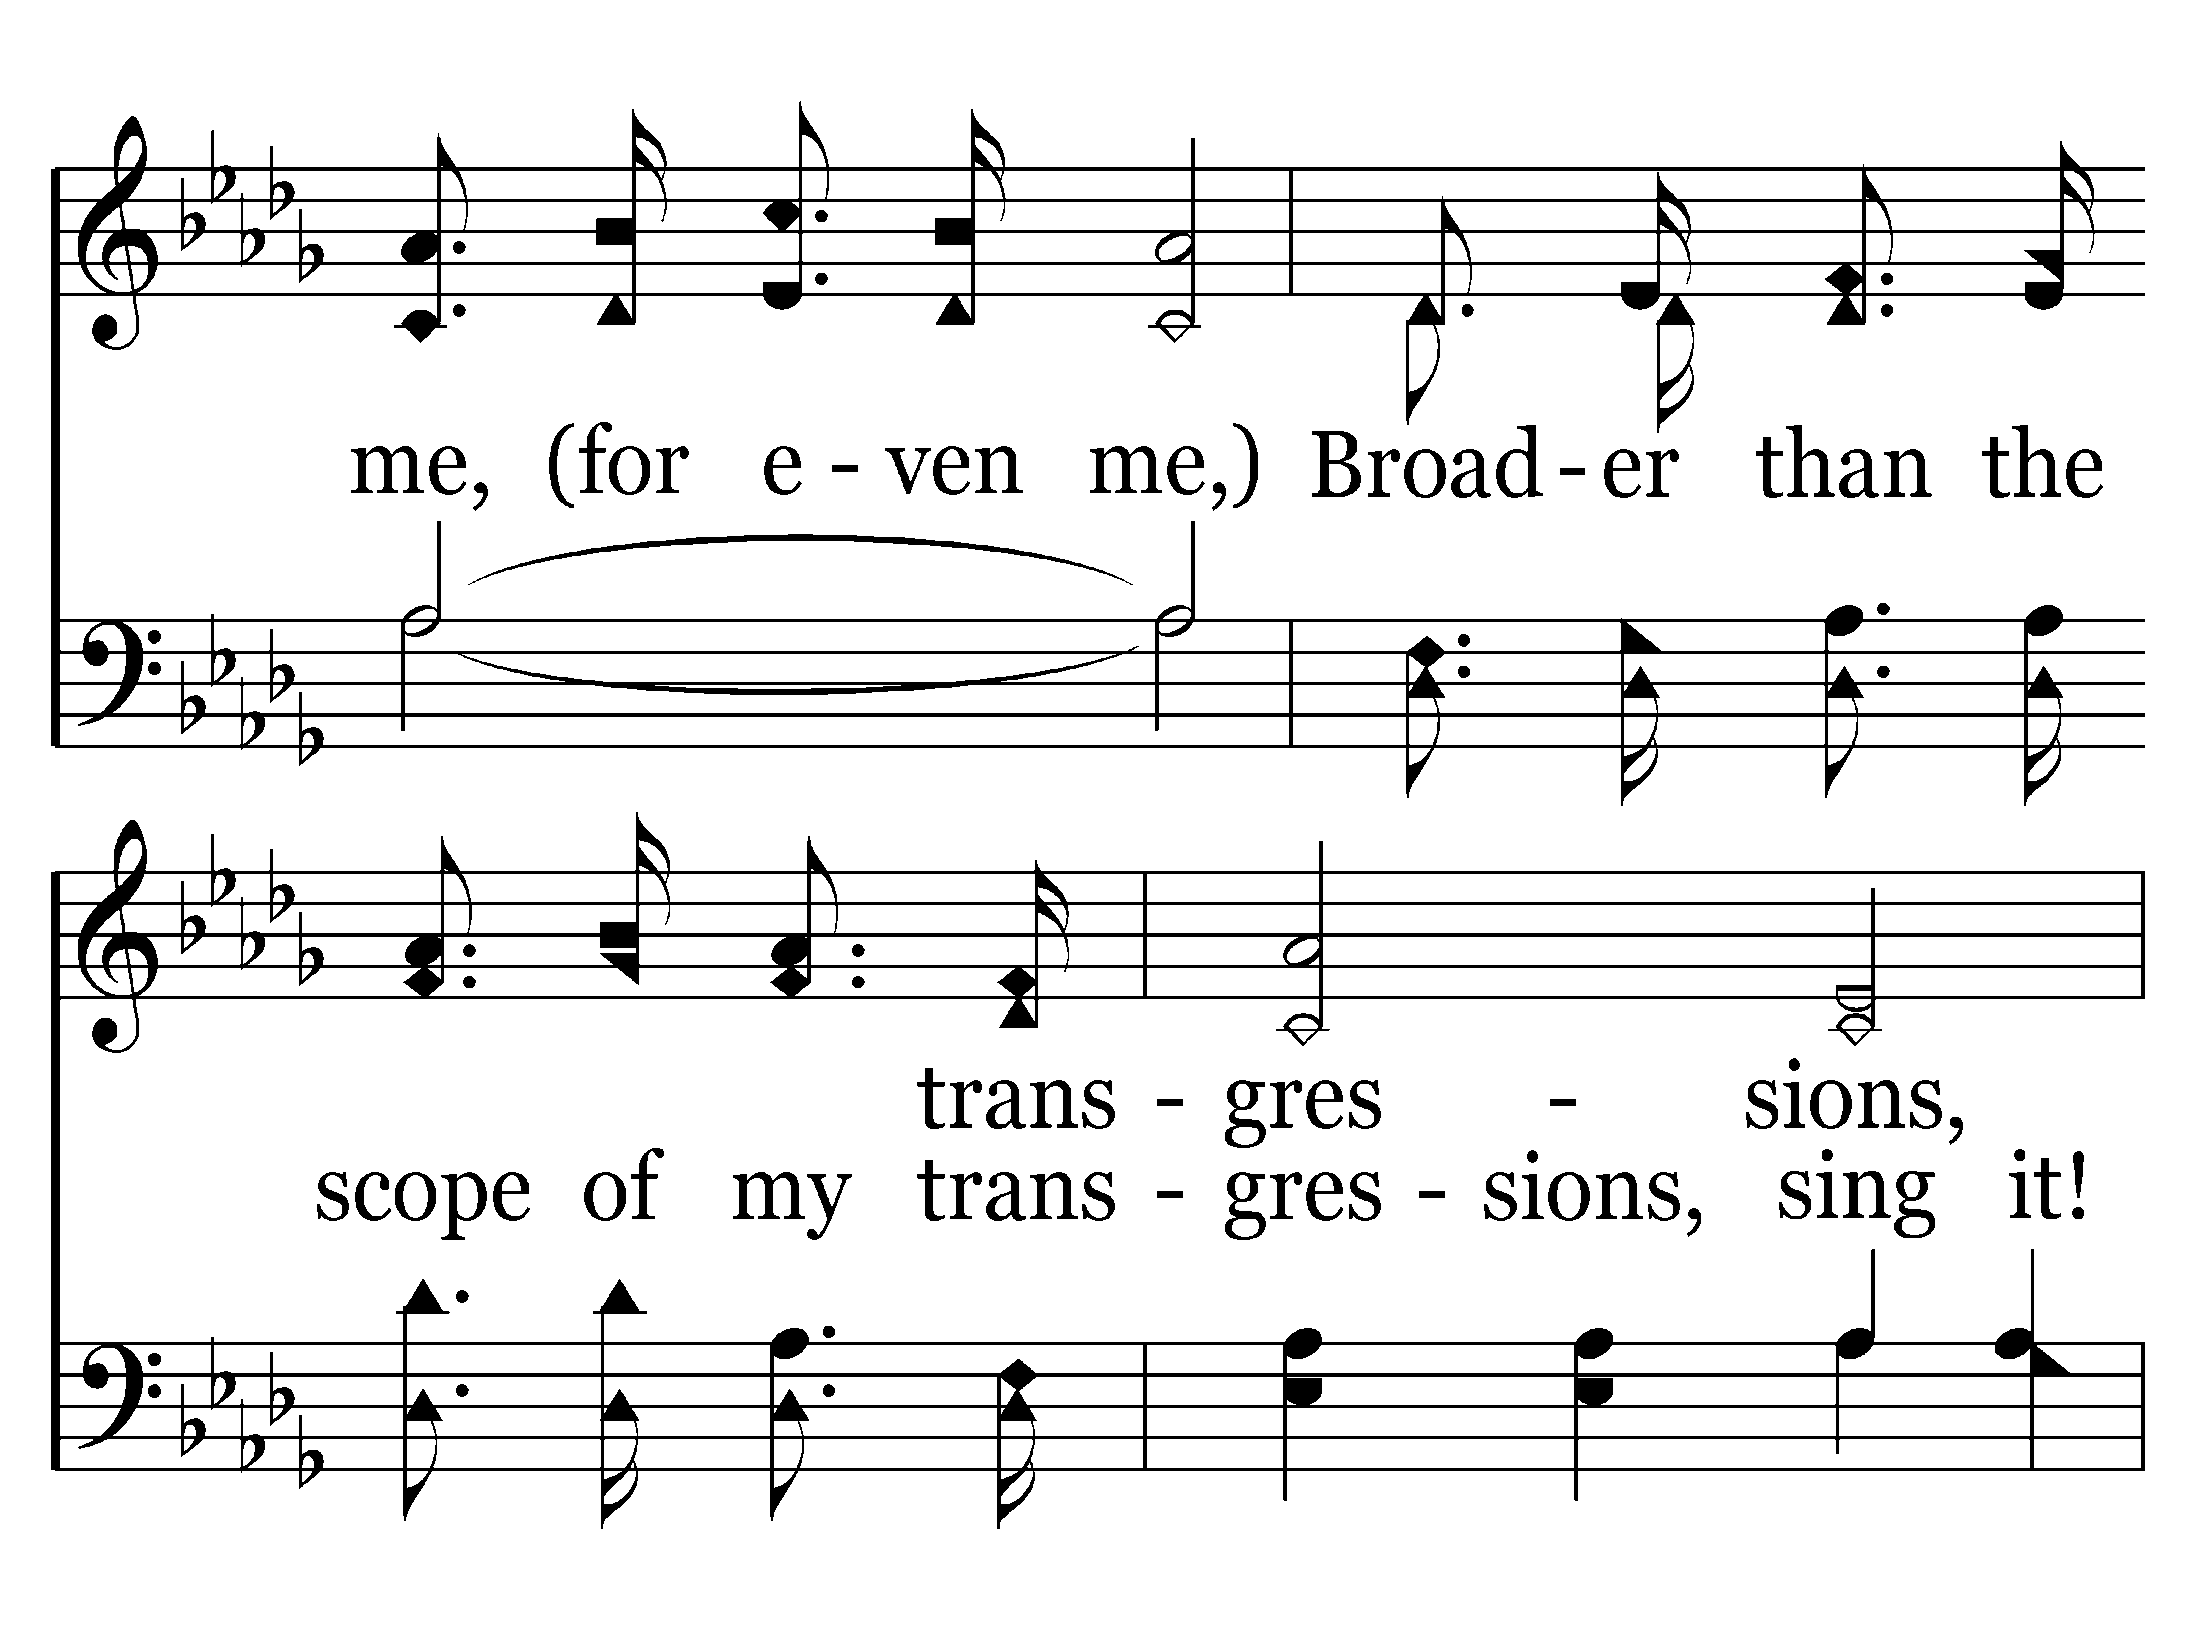 me, (for e - ven me,) Broad - er than the
trans - gres - sions,
scope of my trans - gres - sions, sing it!